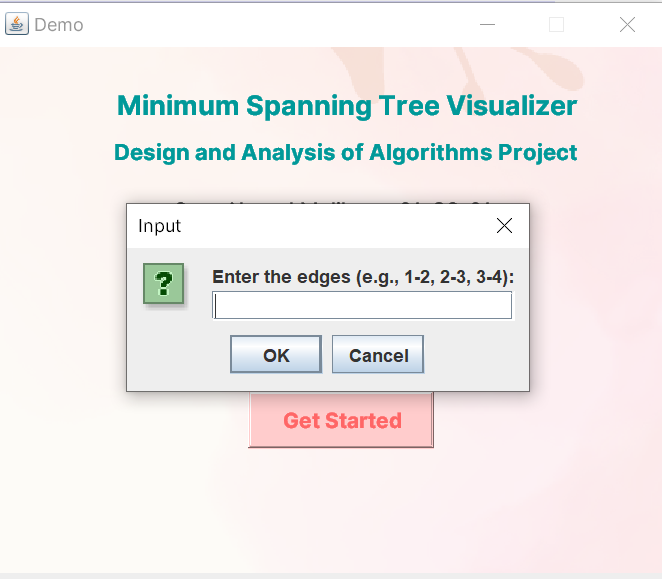 Demo
Minimum Spanning Tree Visualizer
Design and Analysis of Algorithms Project
Input
?
Enter the edges (e.g., 1-2, 2-3, 3-4):
OK
Cancel
Get Started